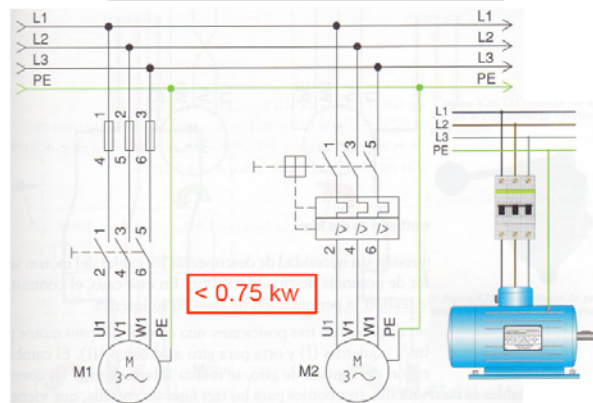 L1
L2
L3
PE
L1
L2
L3
PE
1 2 3
4 5 6
1 3 5
2 4 6
U1 V1 W1 PE
M1
M
3 ~
< 0.75 kw
1 3 5
2 4 6
U1 V1 W1 PE
M2
M
3 ~
L1
L2
L3
PE